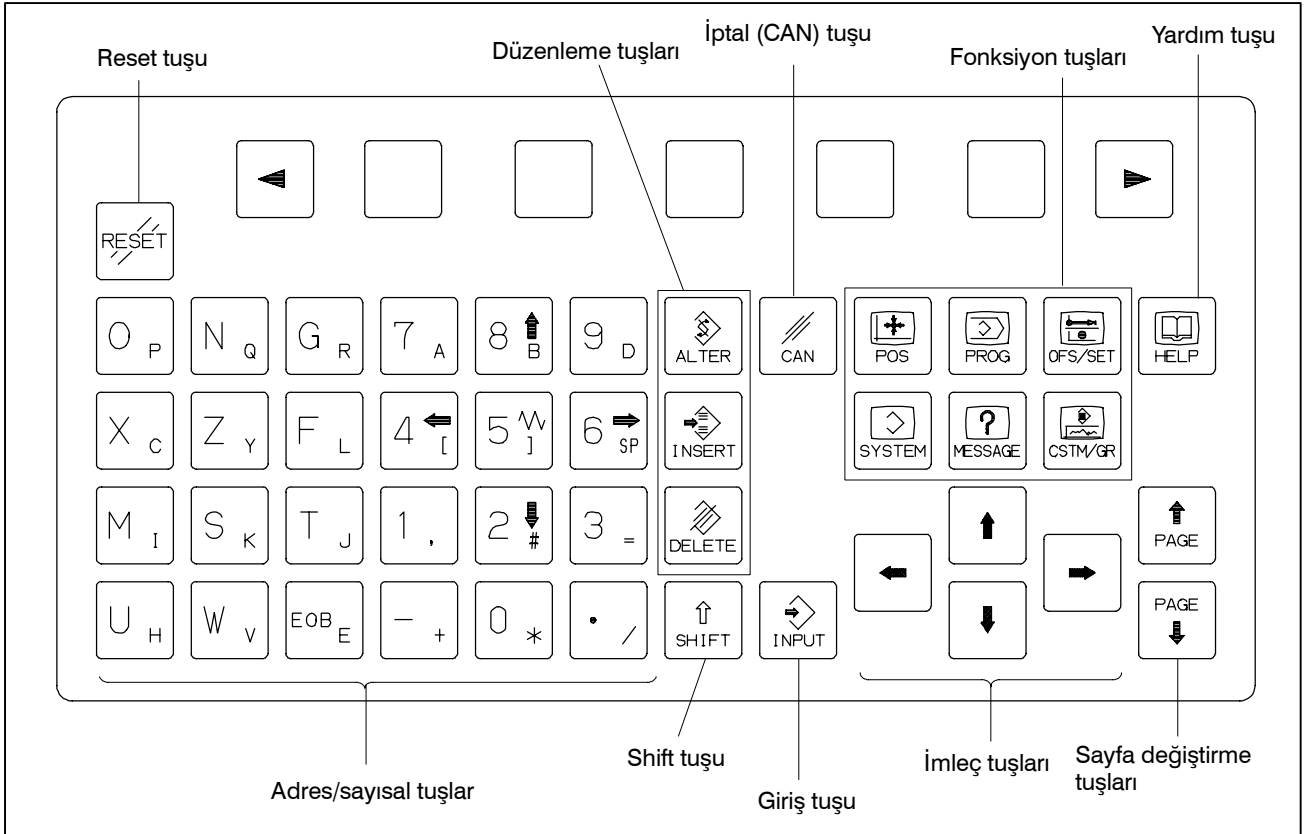 Reset tuşu
Düzenleme tuşları
İptal (CAN) tuşu
Fonksiyon tuşları
Yardım tuşu
RESET
O P
N Q
G R
7 A
8 B
9 D
ALTER
CAN
POS
PROG
OFS/SET
HELP
X C
Z Y
F L
4 [
5 ]
6 SP
INSERT
SYSTEM
MESSAGE
CSTM/GR
M I
S K
T J
1 ,
2 #
3 =
DELETE
PAGE
U H
W V
EOB E
- +
0 *
. /
SHIFT
INPUT
PAGE
Shift tuşu
Giriş tuşu
İmleç tuşları
Sayfa değiştirme
tuşları
Adres/sayısal tuşlar